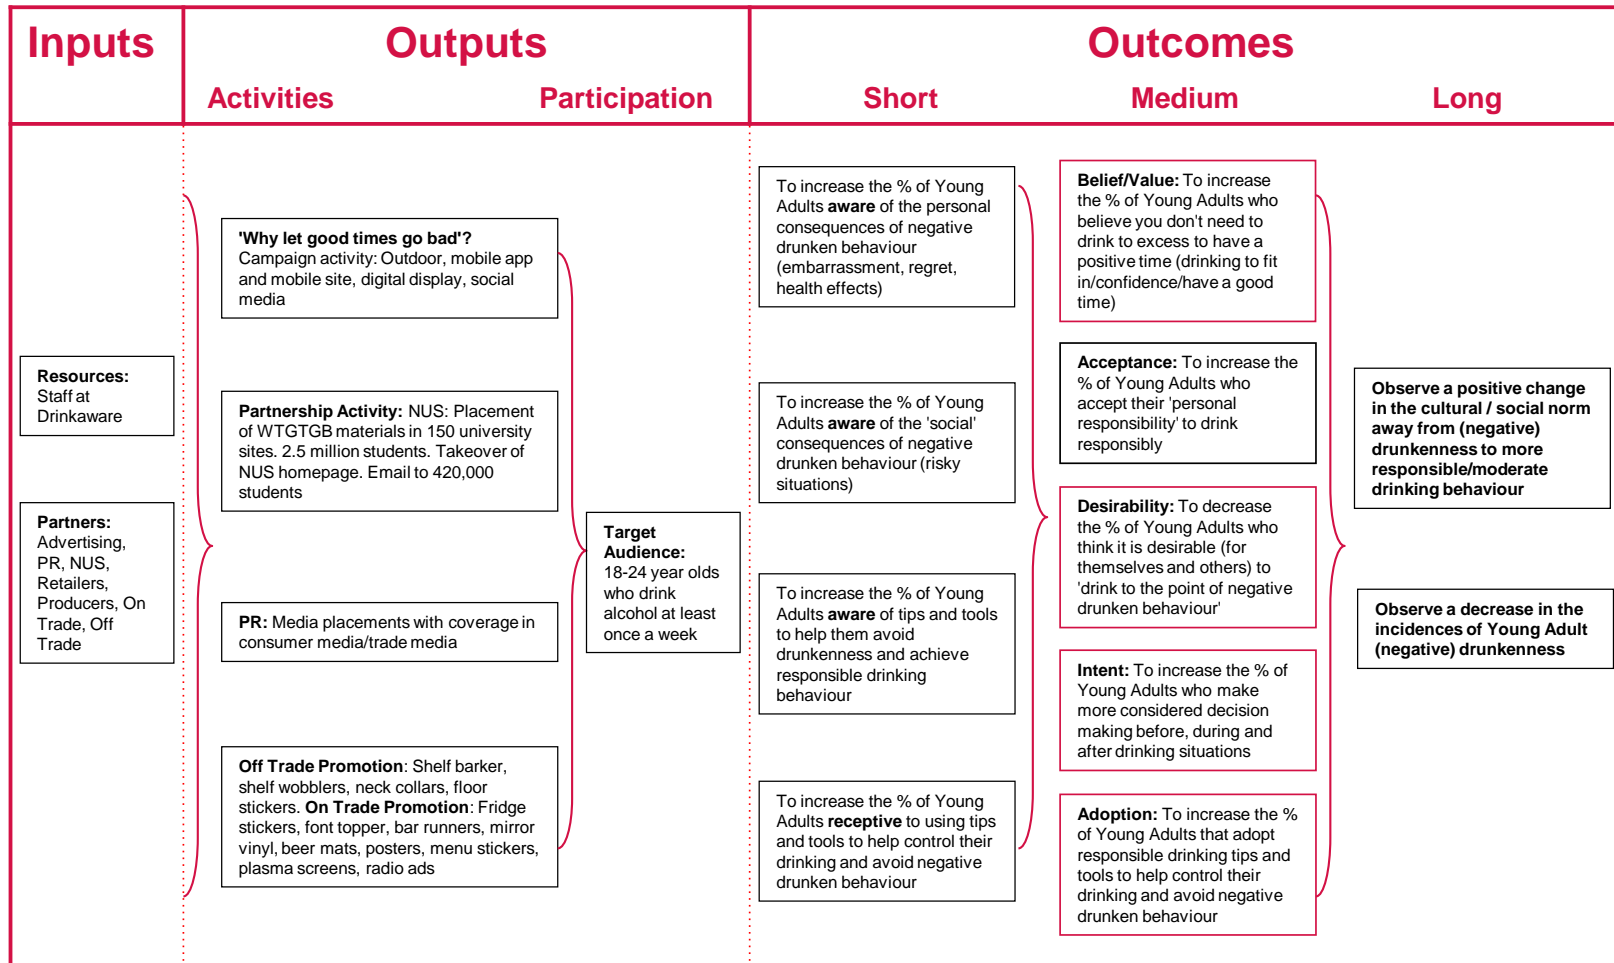 Inputs
Outputs
Outcomes
Activities
Participation
Short
Medium
Long
Resources:
Staff at
Drinkaware
Partners:
Advertising,
PR, NUS,
Retailers,
Producers, On
Trade, Off
Trade
'Why let good times go bad'?
Campaign activity: Outdoor, mobile app
and mobile site, digital display, social
media
Partnership Activity: NUS: Placement
of WTGTGB materials in 150 university
sites. 2.5 million students. Takeover of
NUS homepage. Email to 420,000
students
PR: Media placements with coverage in
consumer media/trade media
Off Trade Promotion: Shelf barker,
shelf wobblers, neck collars, floor
stickers. On Trade Promotion: Fridge
stickers, font topper, bar runners, mirror
vinyl, beer mats, posters, menu stickers,
plasma screens, radio ads
Target
Audience:
18-24 year olds
who drink
alcohol at least
once a week
To increase the % of Young
Adults aware of the personal
consequences of negative
drunken behaviour
(embarrassment, regret,
health effects)
To increase the % of Young
Adults aware of the 'social'
consequences of negative
drunken behaviour (risky
situations)
To increase the % of Young
Adults aware of tips and tools
to help them avoid
drunkenness and achieve
responsible drinking
behaviour
To increase the % of Young
Adults receptive to using tips
and tools to help control their
drinking and avoid negative
drunken behaviour
Belief/Value: To increase
the % of Young Adults who
believe you don't need to
drink to excess to have a
positive time (drinking to fit
in/confidence/have a good
time)
Acceptance: To increase the
% of Young Adults who
accept their 'personal
responsibility' to drink
responsibly
Desirability: To decrease
the % of Young Adults who
think it is desirable (for
themselves and others) to
'drink to the point of negative
drunken behaviour'
Intent: To increase the % of
Young Adults who make
more considered decision
making before, during and
after drinking situations
Adoption: To increase the %
of Young Adults that adopt
responsible drinking tips and
tools to help control their
drinking and avoid negative
drunken behaviour
Observe a positive change
in the cultural / social norm
away from (negative)
drunkenness to more
responsible/moderate
drinking behaviour
Observe a decrease in the
incidences of Young Adult
(negative) drunkenness